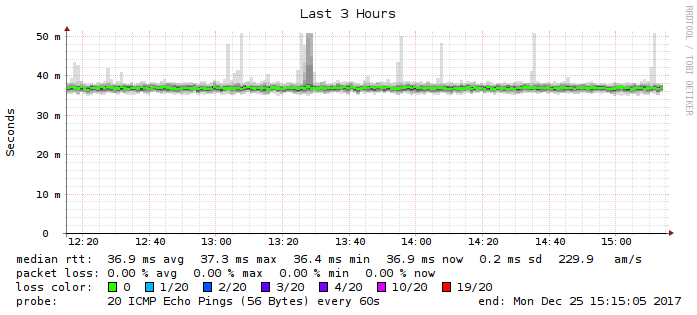 Last 3 Hours
RRDTOOL / TOBI OETIKER
Seconds
50 m
40 m
30 m
20 m
10 m
0
12:20 12:40 13:00 13:20 13:40 14:00 14:20 14:40 15:00
median rtt: 36.9 ms avg 37.3 ms max 36.4 ms min 36.9 ms now 0.2 ms sd 229.9 am/s
packet loss: 0.00 % avg 0.00 % max 0.00 % min 0.00 % now
loss color: 0 1/20 2/20 3/20 4/20 10/20 19/20
probe: 20 ICMP Echo Pings (56 Bytes) every 60s end: Mon Dec 25 15:15:05 2017